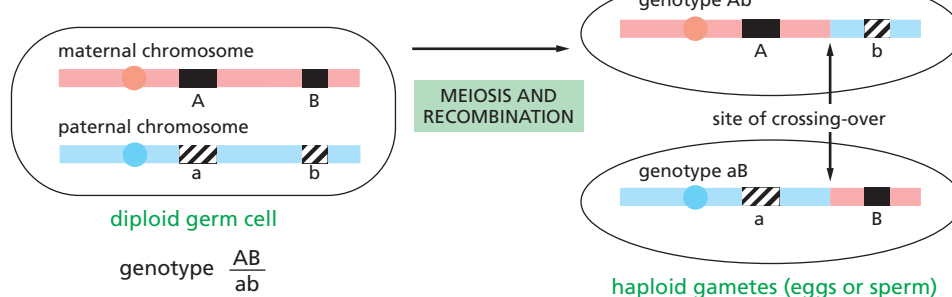 maternal chromosome
A B
paternal chromosome
a b
diploid germ cell
genotype AB
ab
MEIOSIS AND
RECOMBINATION
genotype Ab
A b
site of crossing-over
genotype aB
a B
haploid gametes (eggs or sperm)